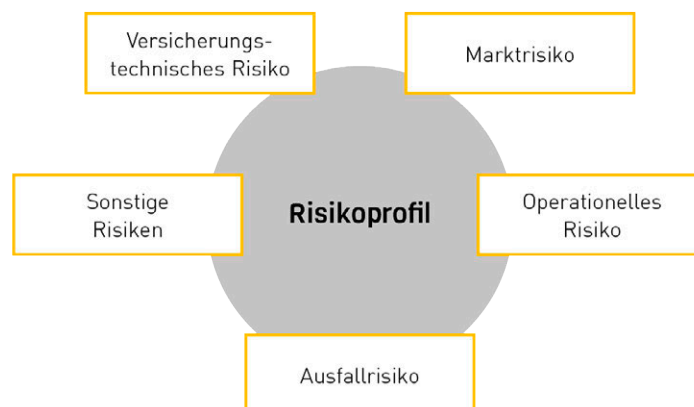 Versicherungs-
technisches Risiko
Marktrisiko
Sonstige
Risiken
Risikoprofil
Operationelles
Risiko
Ausfallrisiko